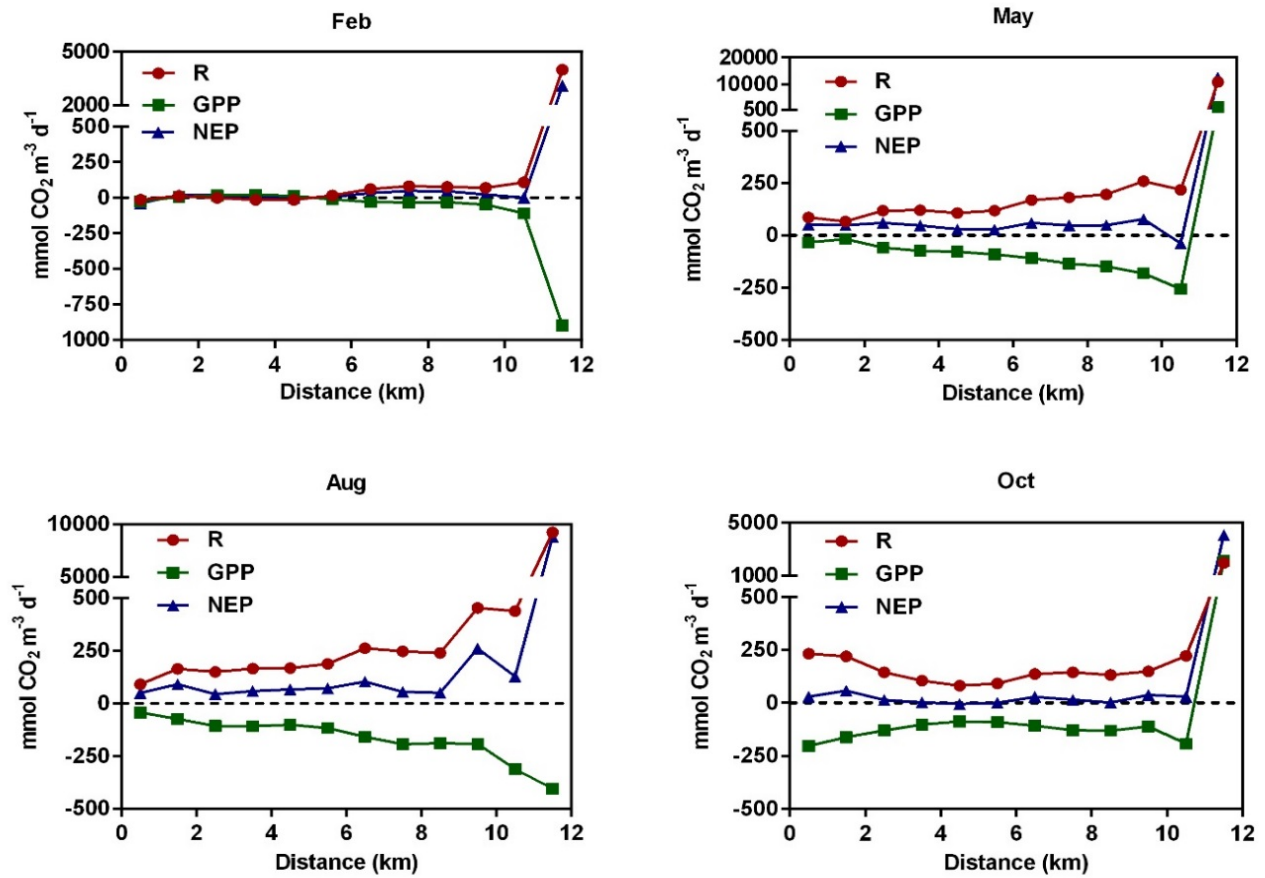 Feb
5000
2000
500
250
0
-250
-500
-750
1000
R
GPP
NEP
mmol CO₂ m⁻³ d⁻¹
0 2 4 6 8 10 12
Distance (km)
May
20000
10000
500
500
250
0
-250
-500
R
GPP
NEP
mmol CO₂ m⁻³ d⁻¹
0 2 4 6 8 10 12
Distance (km)
Aug
10000
5000
500
250
0
-250
-500
R
GPP
NEP
mmol CO₂ m⁻³ d⁻¹
0 2 4 6 8 10 12
Distance (km)
Oct
5000
1000
500
250
0
-250
-500
R
GPP
NEP
mmol CO₂ m⁻³ d⁻¹
0 2 4 6 8 10 12
Distance (km)